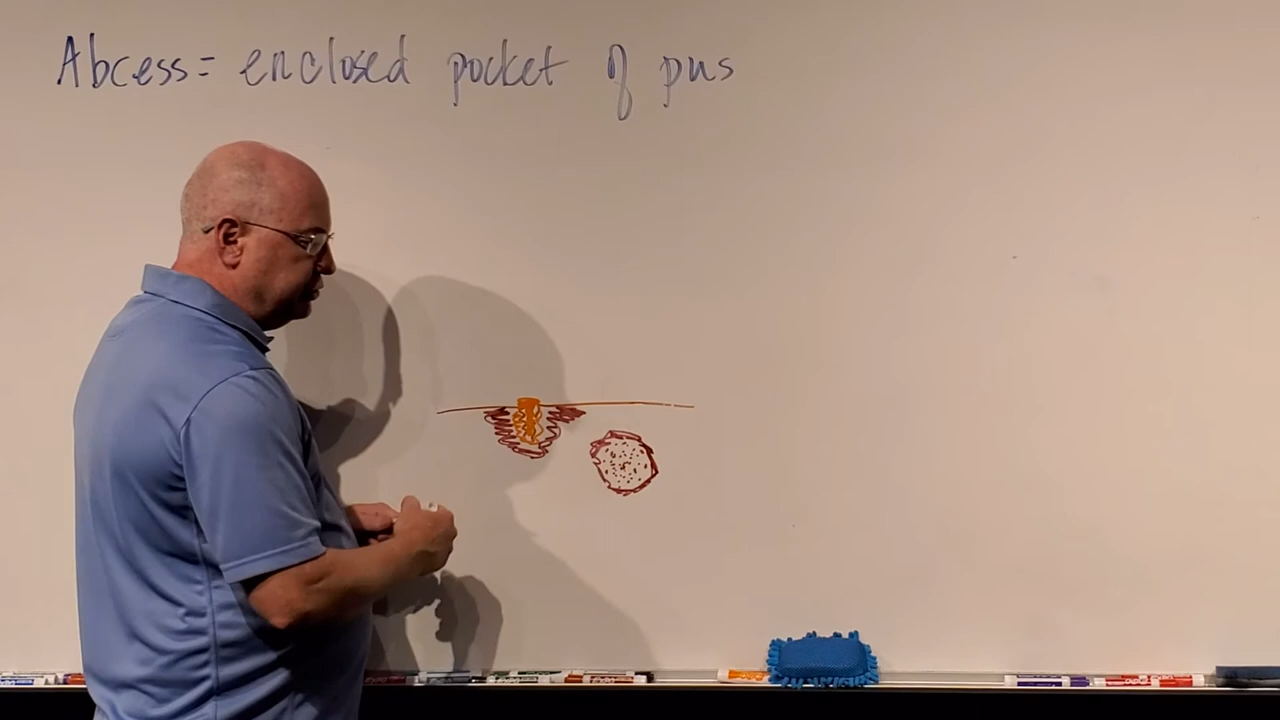 Abcess = enclosed pocket of pus